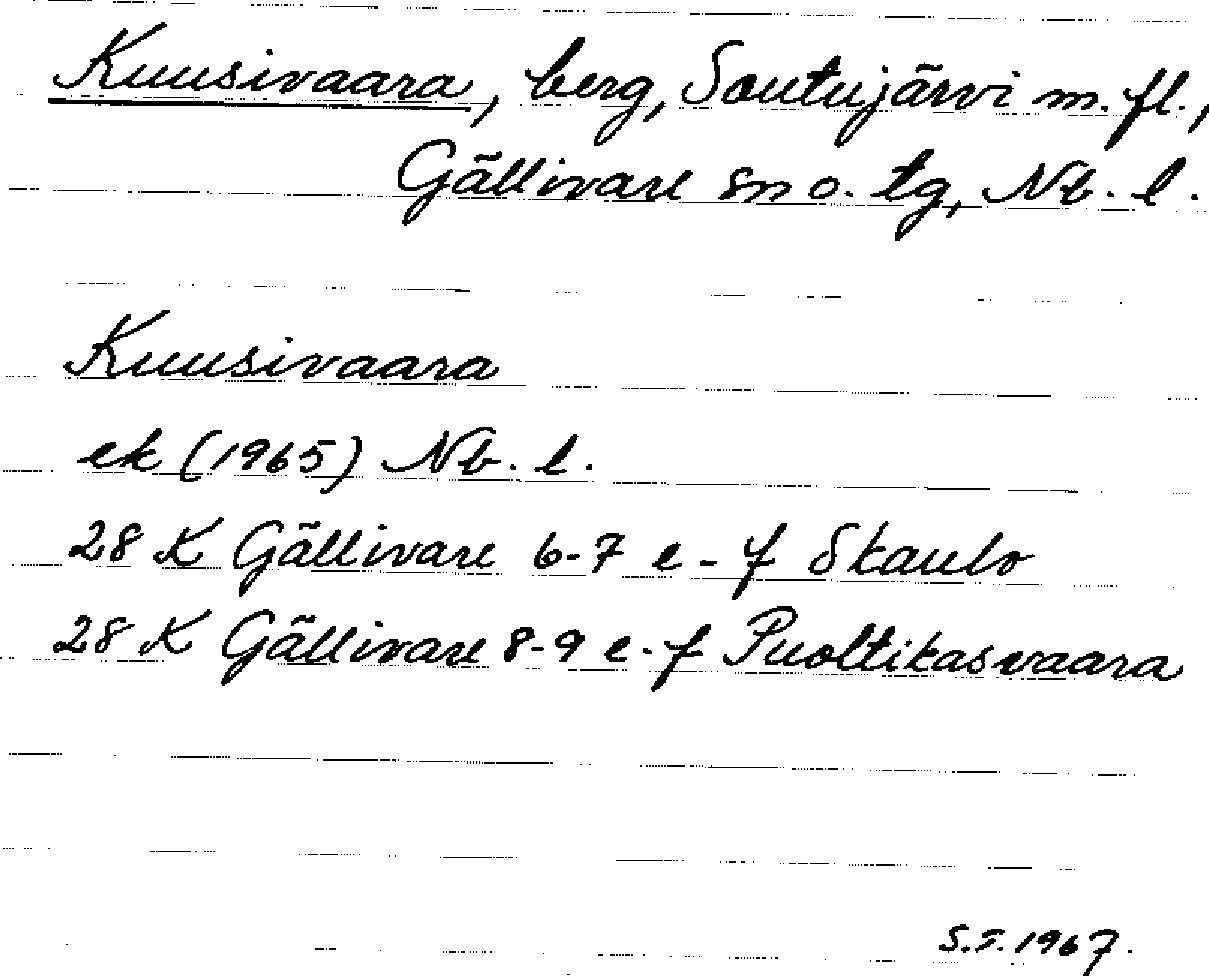 Kuusivaara, berg, Soutujärvi m. fl.,
Gällivare sn o. tg, Nb. l.
Kuusivaara
ek (1965) Nb. l.
28 K Gällivare 6-7 e-f Skaulo
28 K Gällivare 8-9 e-f Puoltikasvaara
S.F. 1967.